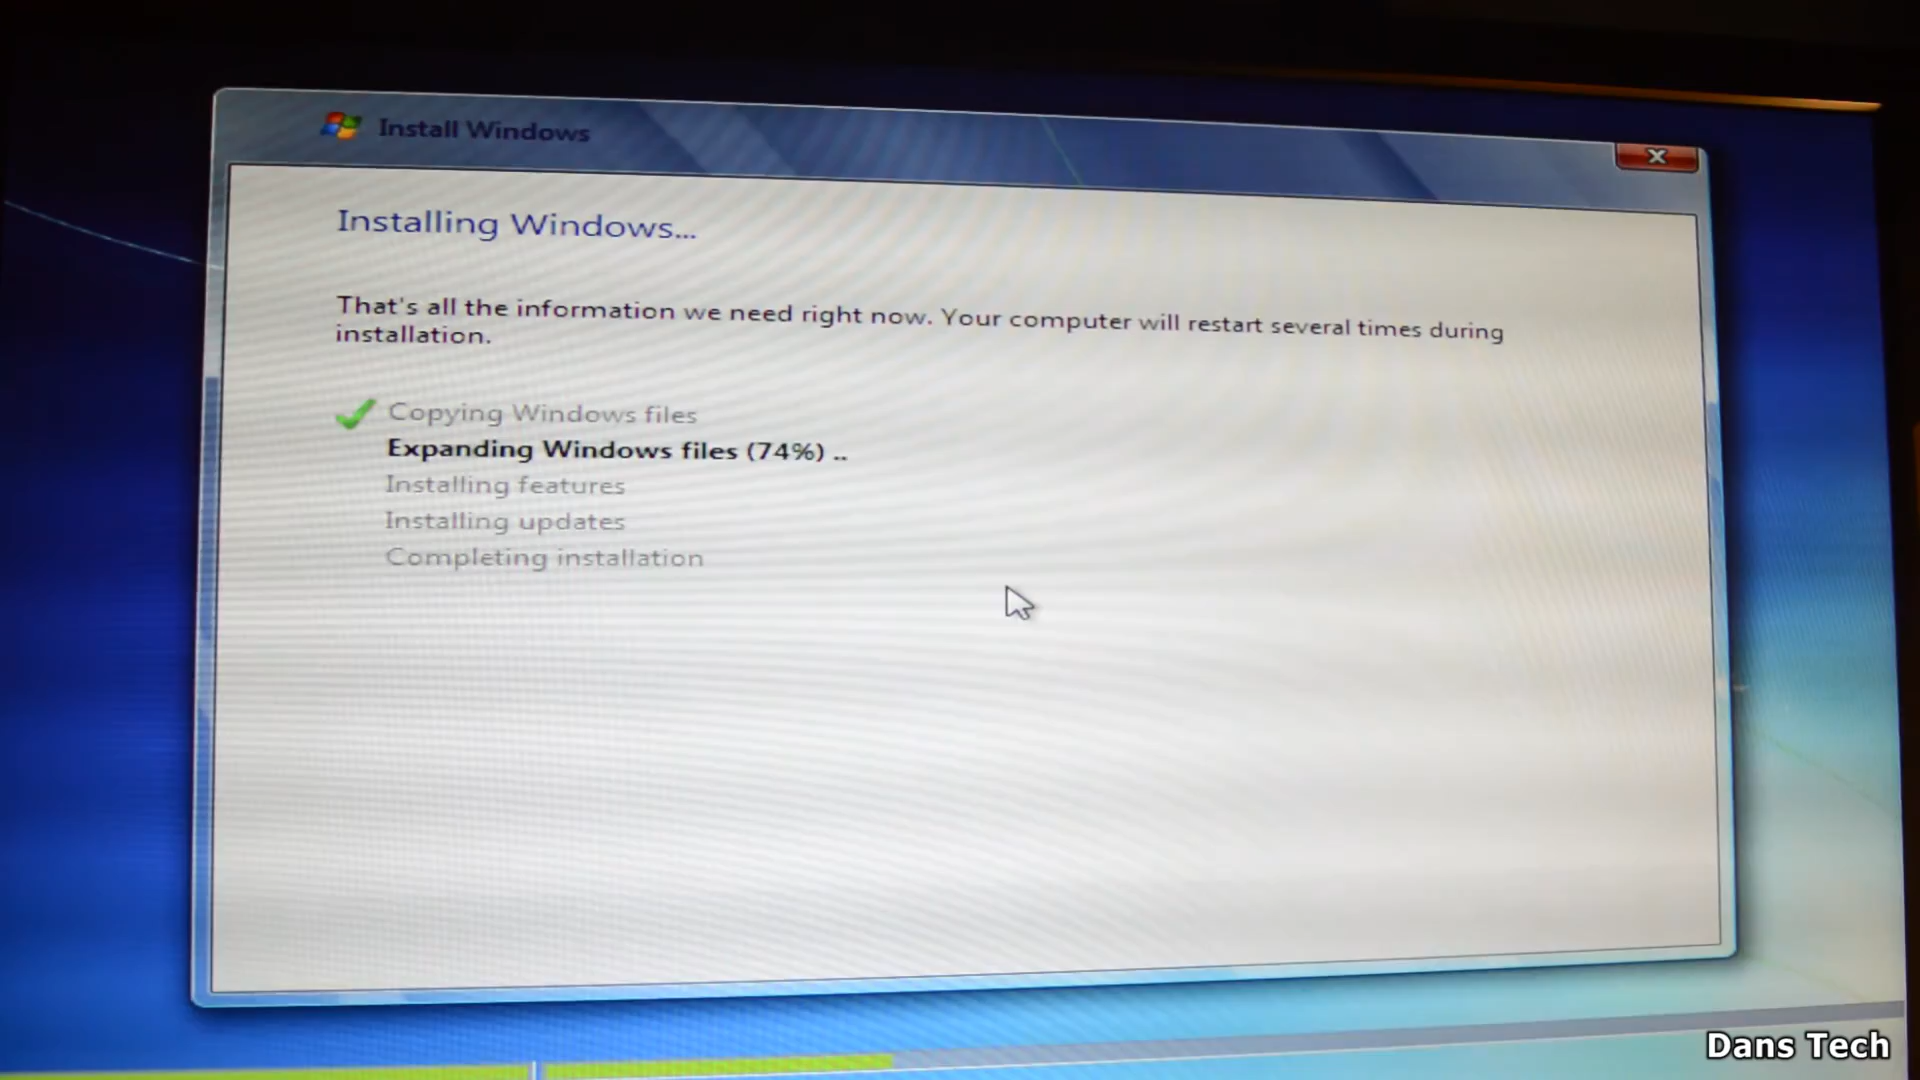 Install Windows
Installing Windows...
That's all the information we need right now. Your computer will restart several times during
installation.
Copying Windows files
Expanding Windows files (74%) ..
Installing features
Installing updates
Completing installation
Dans Tech